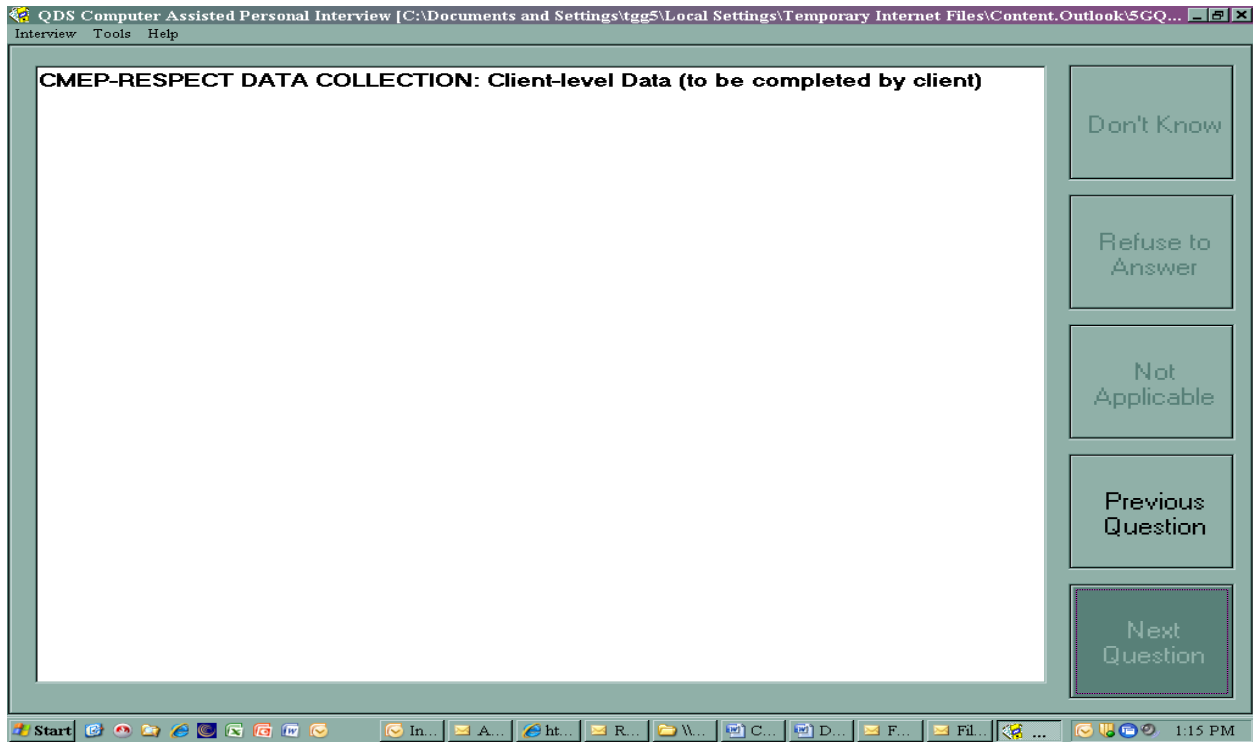 QDS Computer Assisted Personal Interview [C:\Documents and Settings\tgg5\Local Settings\Temporary Internet Files\Content.Outlook\5GQ...
Interview Tools Help
CMEP-RESPECT DATA COLLECTION: Client-level Data (to be completed by client)
Don't Know
Refuse to
Answer
Not
Applicable
Previous
Question
Next
Question
Start In... A... ht... R... \\... C... D... F... Fil... ... 1:15 PM